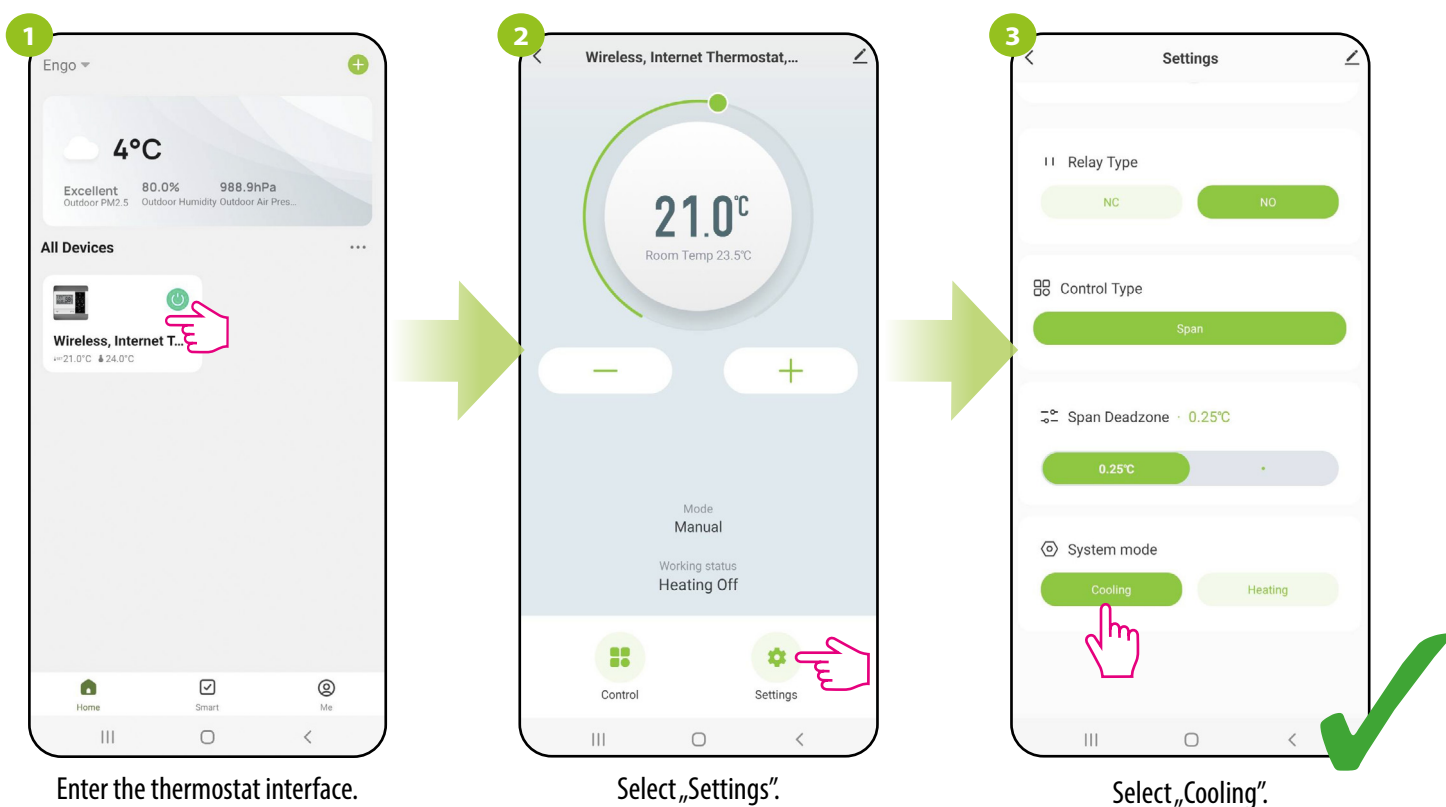 1
Engo
4°C
Excellent 80.0% 988.9hPa
Outdoor PM2.5 Outdoor Humidity Outdoor Air Pres...
All Devices
Wireless, Internet T...
21.0°C 24.0°C
Home Smart Me
Enter the thermostat interface.
2
Wireless, Internet Thermostat,...
21.0°C
Room Temp 23.5°C
Mode
Manual
Working status
Heating Off
Control Settings
Select „Settings”.
3
Settings
Relay Type
NC NO
Control Type
Span
Span Deadzone · 0.25°C
0.25°C
System mode
Cooling Heating
Select „Cooling”.